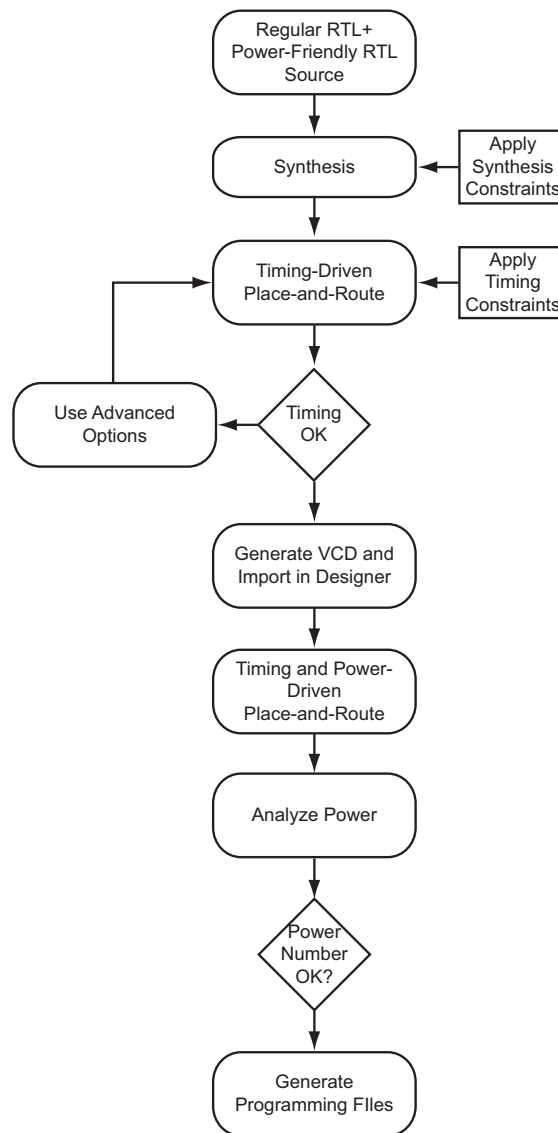 Regular RTL+
Power-Friendly RTL
Source
Synthesis
Apply
Synthesis
Constraints
Timing-Driven
Place-and-Route
Apply
Timing
Constraints
Use Advanced
Options
Timing
OK
Generate VCD and
Import in Designer
Timing and Power-
Driven
Place-and-Route
Analyze Power
Power
Number
OK?
Generate
Programming FIles